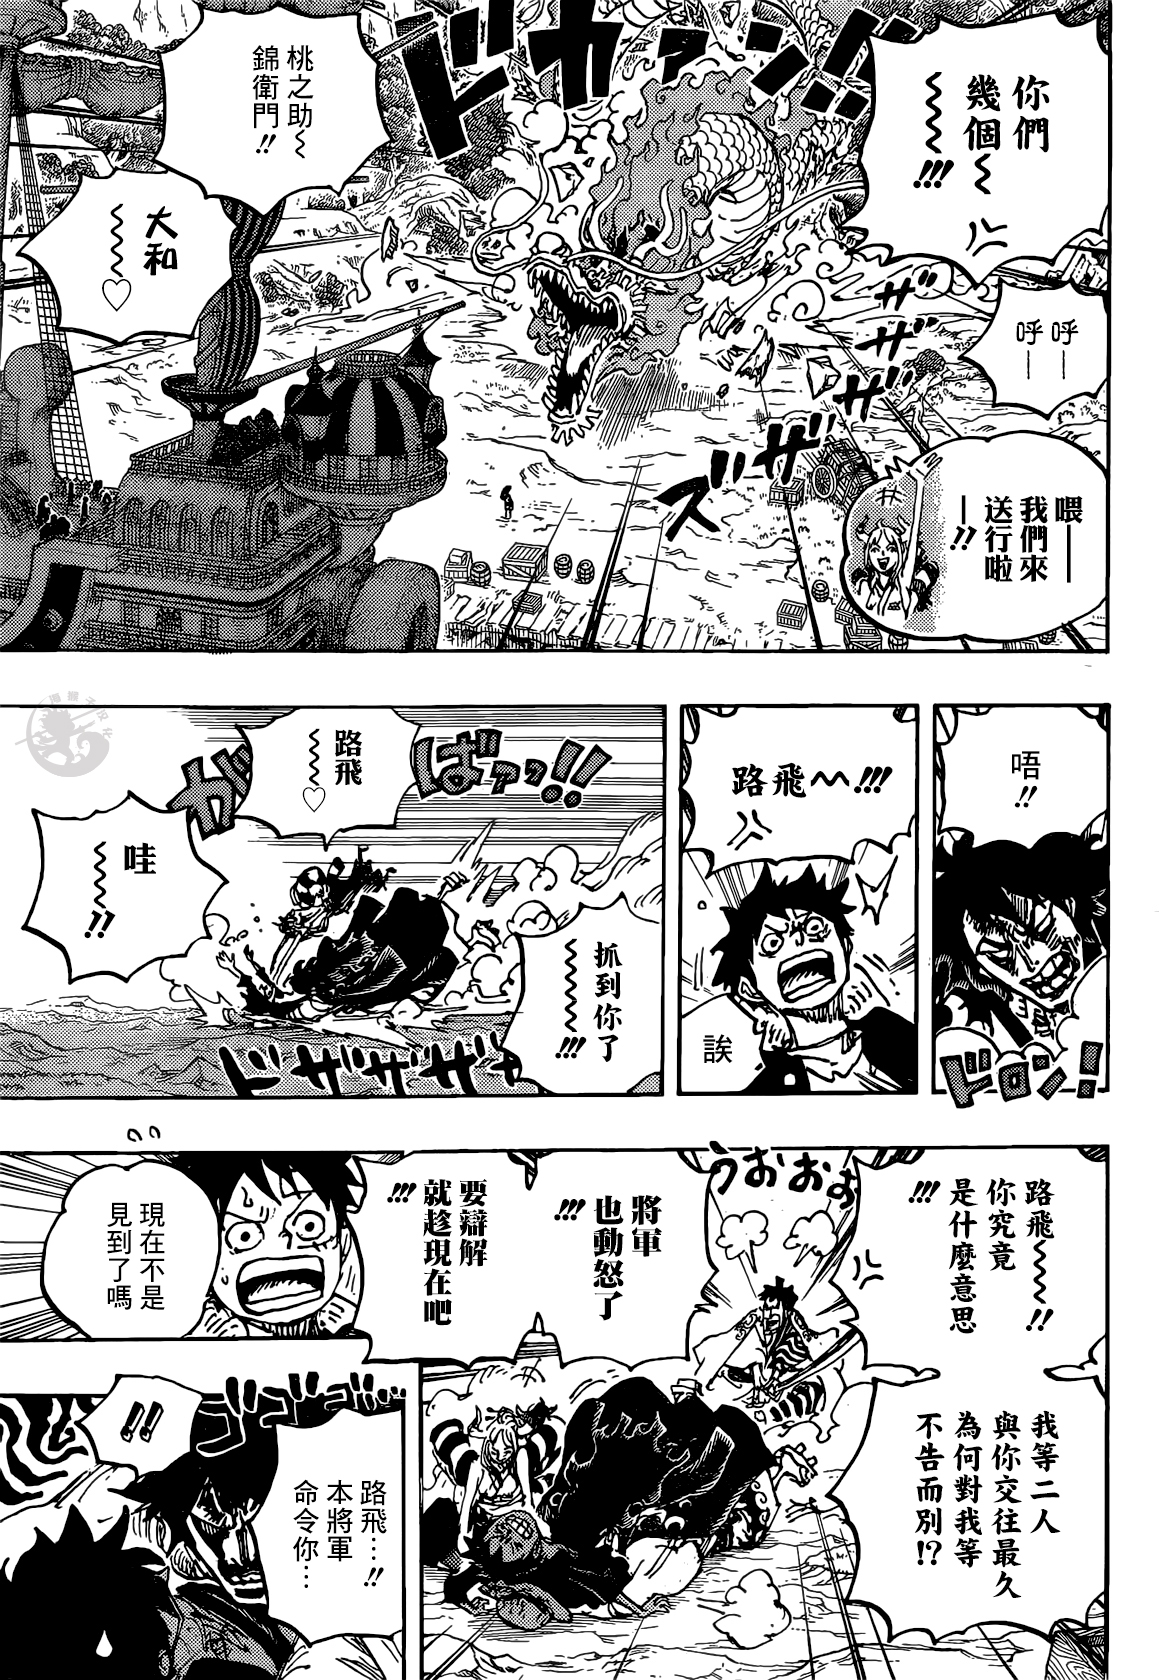 你們
幾個～
～～!!!
ドカァン!!
桃之助～
錦衛門!!
大和
～～♡
呼—
呼—
ズザザザザ
喂——
我們來
送行啦
—!!
唔!!
ドロン!
路飛～～!!!
誒
ばァッ!!
路飛
～～♡
ガ
抓到你了
～～!!!
哇
～～!!
ドザザザザ
路飛～～!!
你究竟
是什麼意思
!!!
うおおおぉ
我等二人
與你交往最久
為何對我等
不告而別!?
將軍
也動怒了
!!!
要辯解
就趁現在吧
!!!
現在不是
見到了嗎
ゴゴゴゴ
!!
路飛…!!
本將軍
命令你…